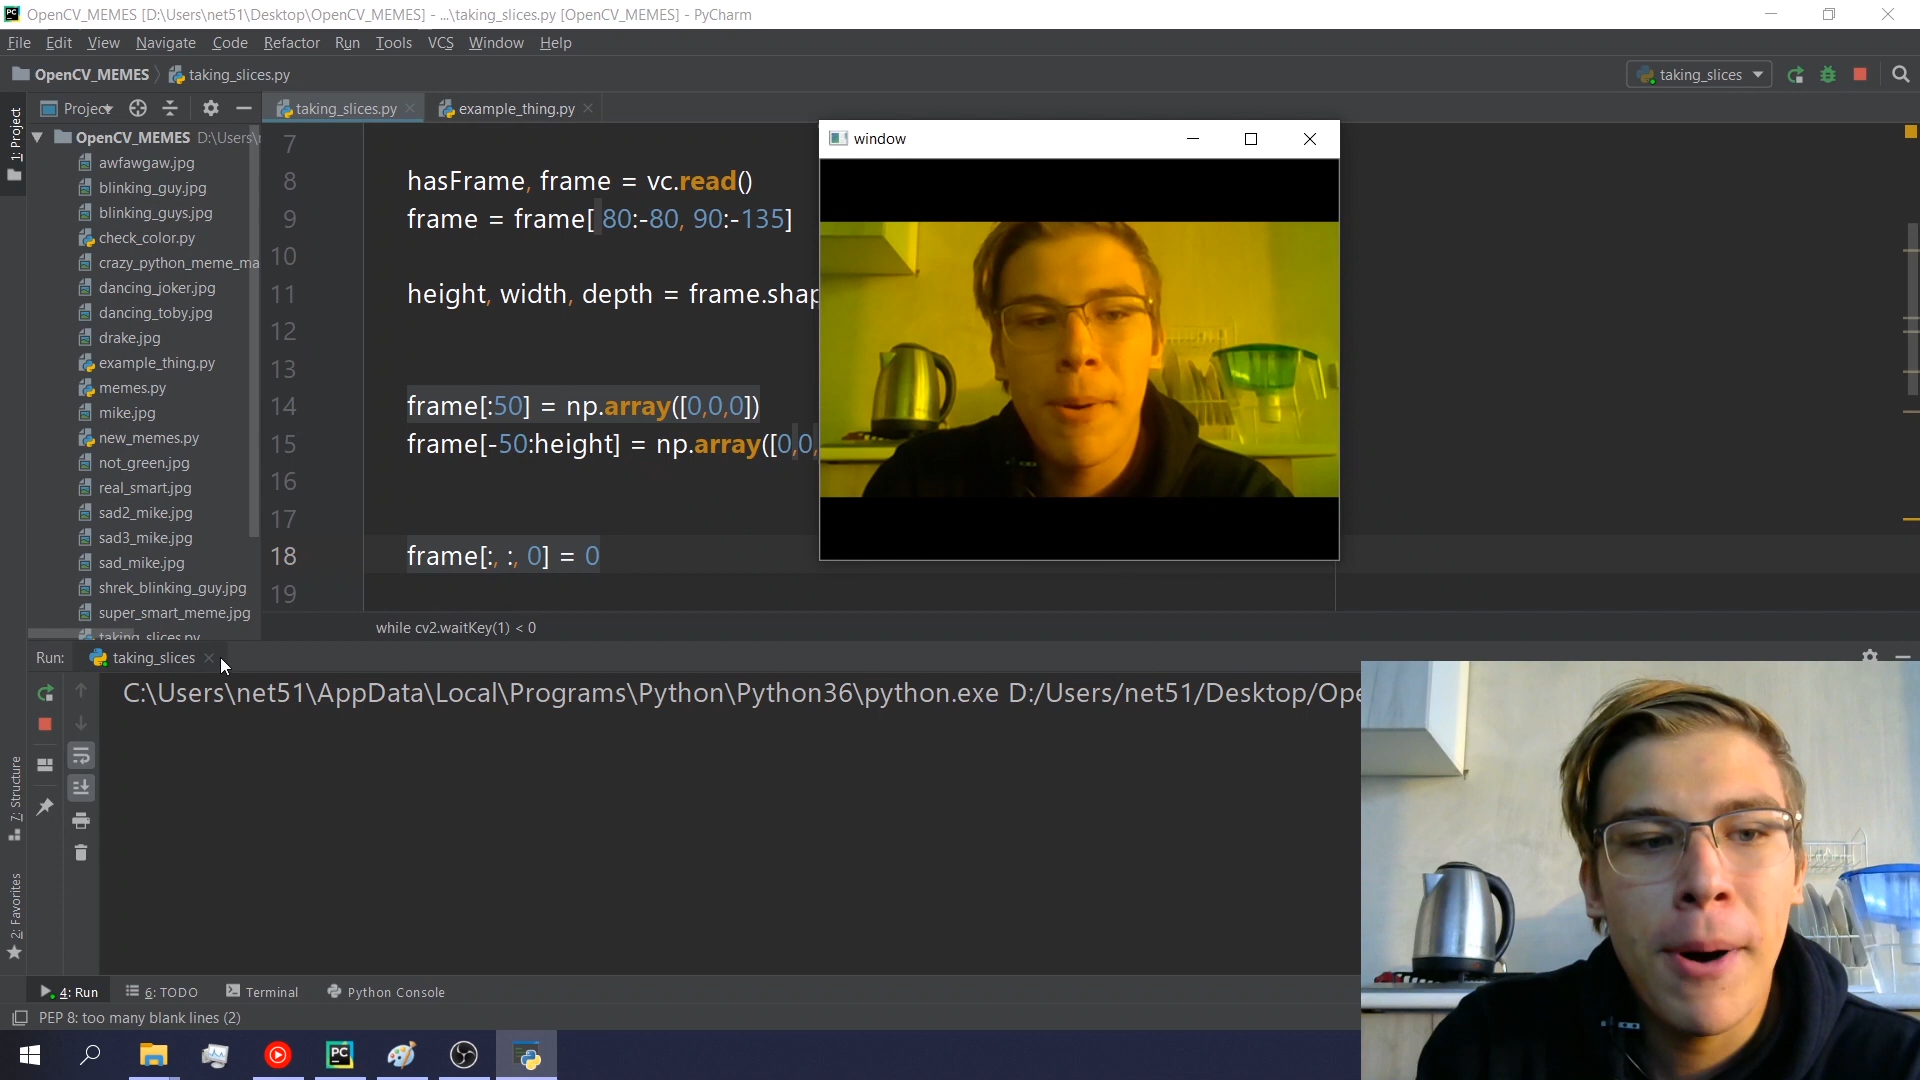 OpenCV_MEMES [D:\Users\net51\Desktop\OpenCV_MEMES] - ...\taking_slices.py [OpenCV_MEMES] - PyCharm
File Edit View Navigate Code Refactor Run Tools VCS Window Help
OpenCV_MEMES taking_slices.py
taking_slices
Project
taking_slices.py
example_thing.py
1: Project
OpenCV_MEMES D:\Users\
awfawgaw.jpg
blinking_guy.jpg
blinking_guys.jpg
check_color.py
crazy_python_meme_ma
dancing_joker.jpg
dancing_toby.jpg
drake.jpg
example_thing.py
memes.py
mike.jpg
new_memes.py
not_green.jpg
real_smart.jpg
sad2_mike.jpg
sad3_mike.jpg
sad_mike.jpg
shrek_blinking_guy.jpg
super_smart_meme.jpg
taking_slices.py
7
8 hasFrame, frame = vc.read()
9 frame = frame[ 80:-80, 90:-135]
10
11 height, width, depth = frame.shap
12
13
14 frame[:50] = np.array([0,0,0])
15 frame[-50:height] = np.array([0,0,
16
17
18 frame[:, :, 0] = 0
19
while cv2.waitKey(1) < 0
window
Run: taking_slices
C:\Users\net51\AppData\Local\Programs\Python\Python36\python.exe D:/Users/net51/Desktop/Ope
7: Structure
2: Favorites
4: Run 6: TODO Terminal Python Console
PEP 8: too many blank lines (2)